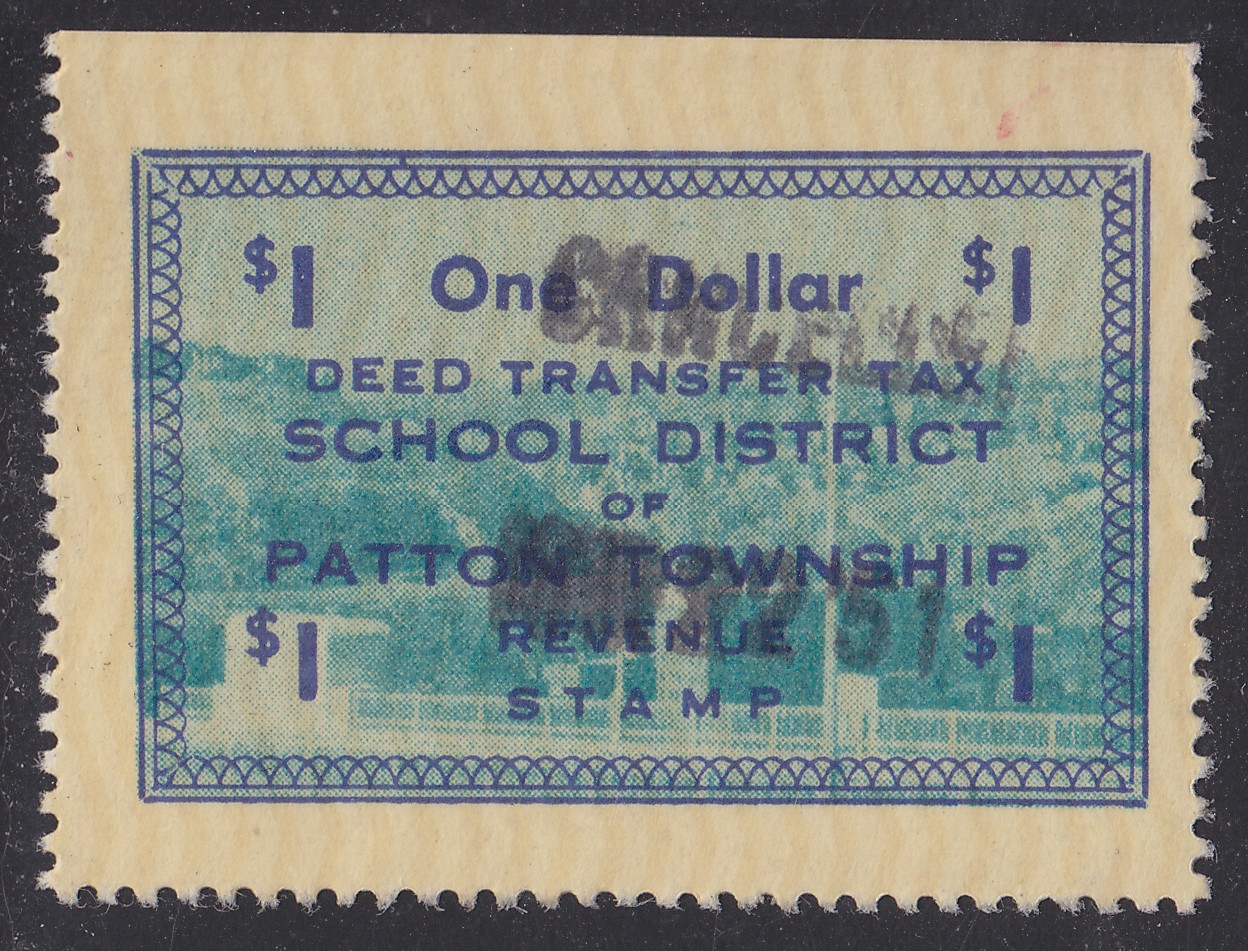 $1 One Dollar $1
DEED TRANSFER TAX
SCHOOL DISTRICT
OF
PATTON TOWNSHIP
$1 REVENUE $1
STAMP